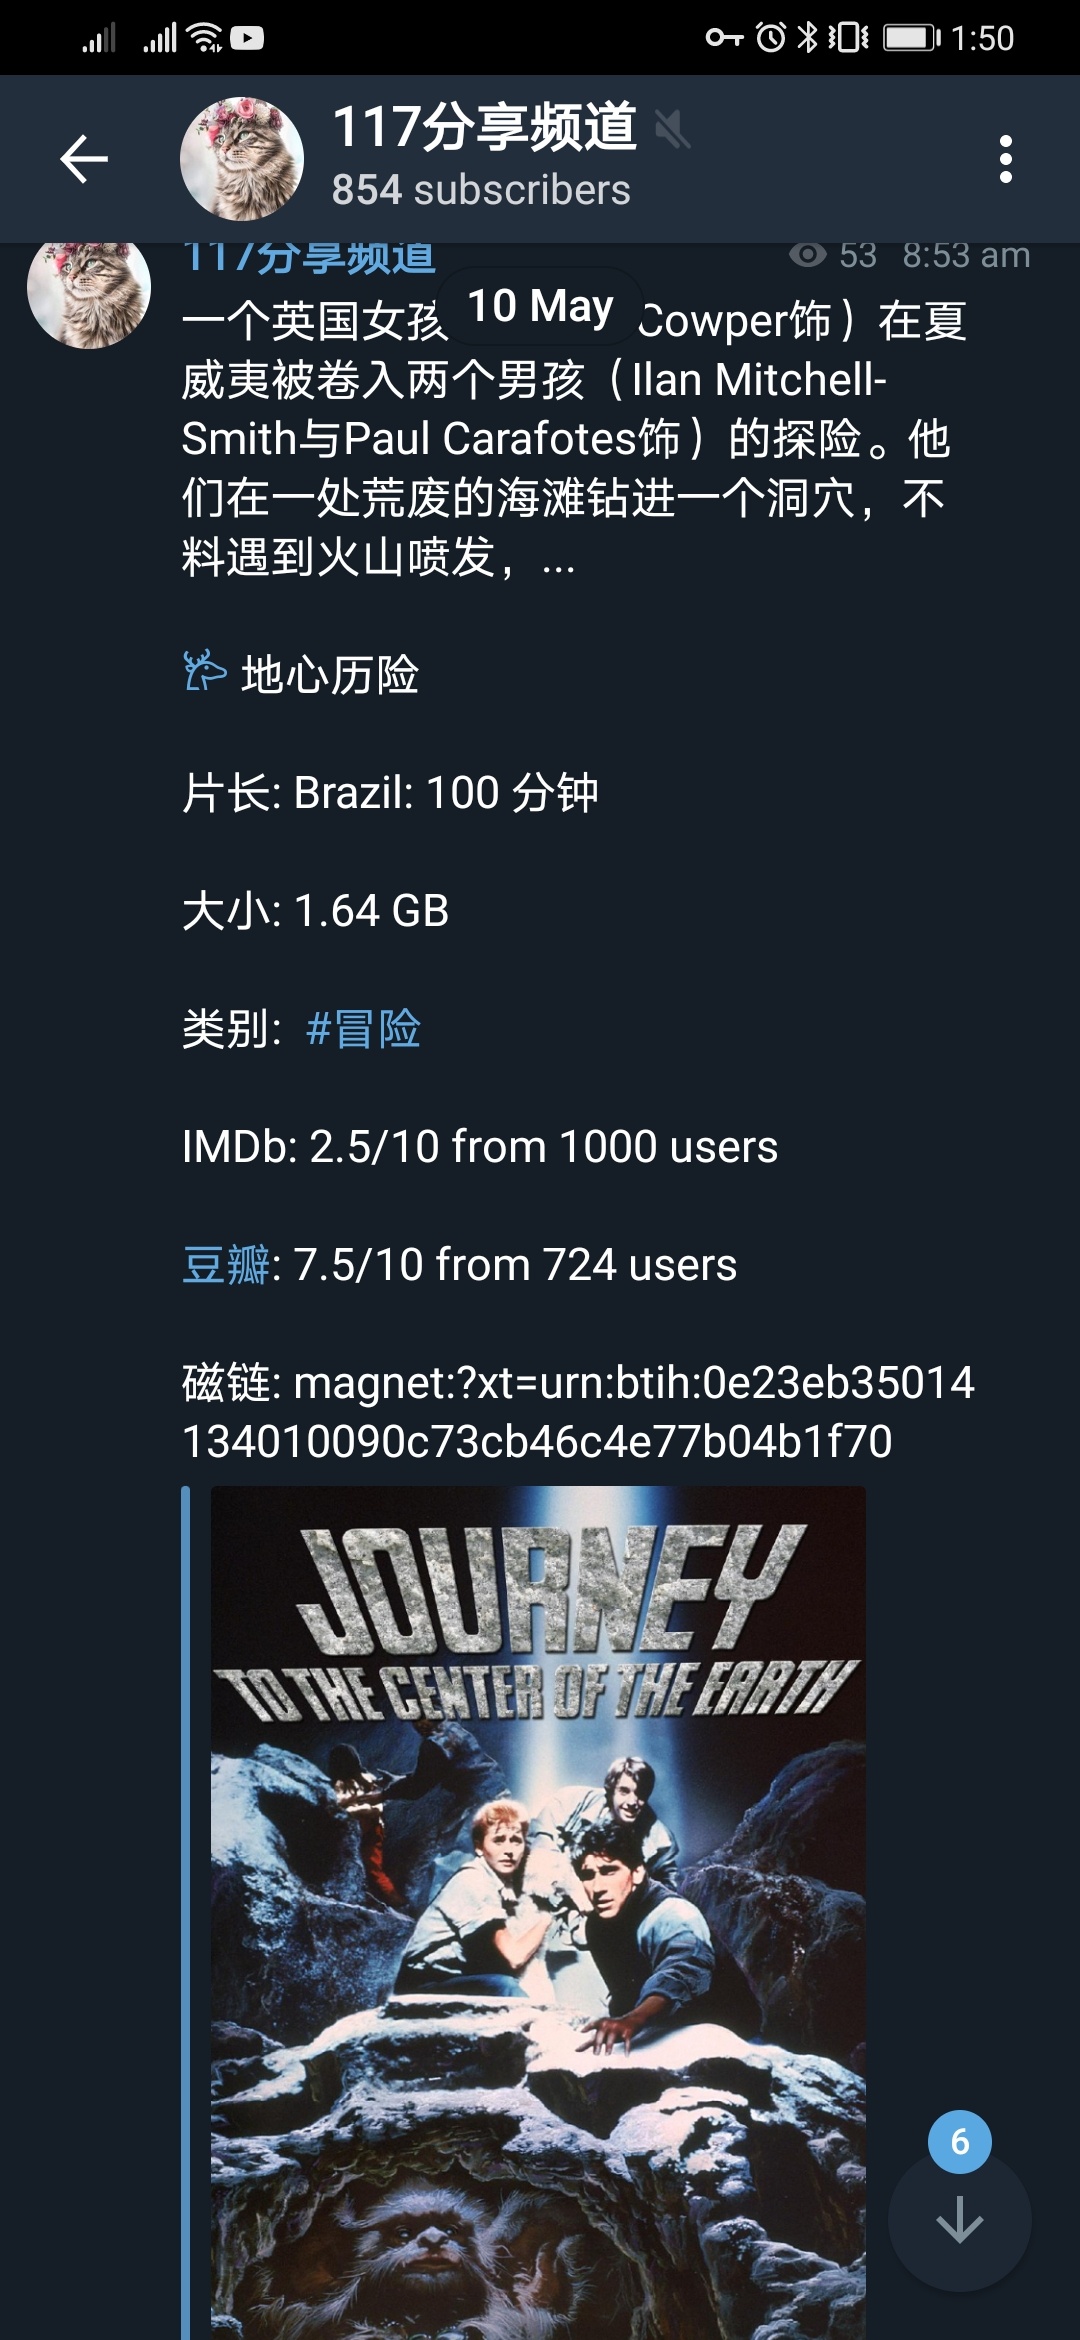 1:50
117分享频道
854 subscribers
117分享频道
53 8:53 am
10 May
一个英国女孩 Cowper饰）在夏
威夷被卷入两个男孩（Ilan Mitchell-
Smith与Paul Carafotes饰）的探险。他
们在一处荒废的海滩钻进一个洞穴，不
料遇到火山喷发，...
地心历险
片长: Brazil: 100 分钟
大小: 1.64 GB
类别: #冒险
IMDb: 2.5/10 from 1000 users
豆瓣: 7.5/10 from 724 users
磁链: magnet:?xt=urn:btih:0e23eb35014
134010090c73cb46c4e77b04b1f70
JOURNEY
TO THE CENTER OF THE EARTH
6